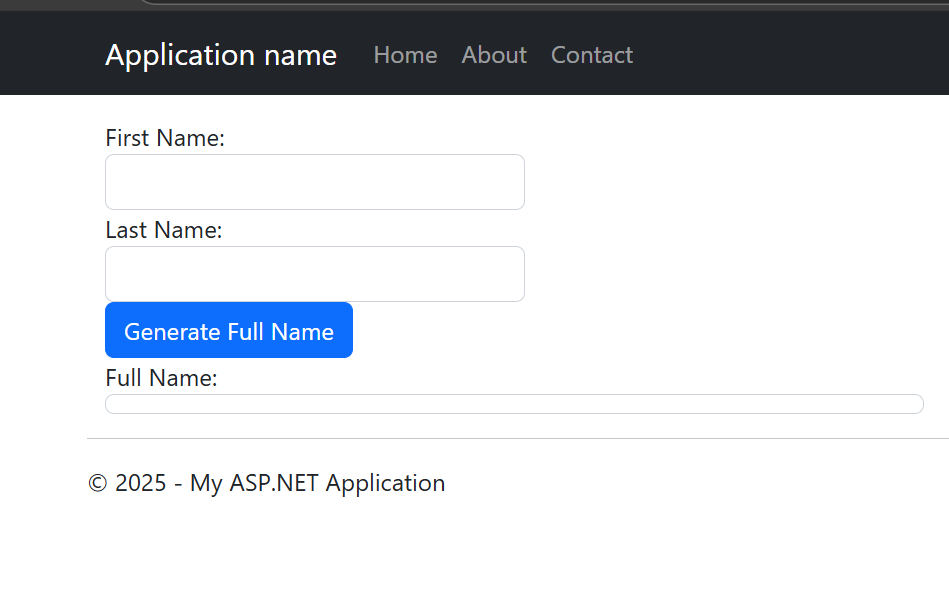 Application name Home About Contact
First Name:
Last Name:
Generate Full Name
Full Name:
© 2025 - My ASP.NET Application